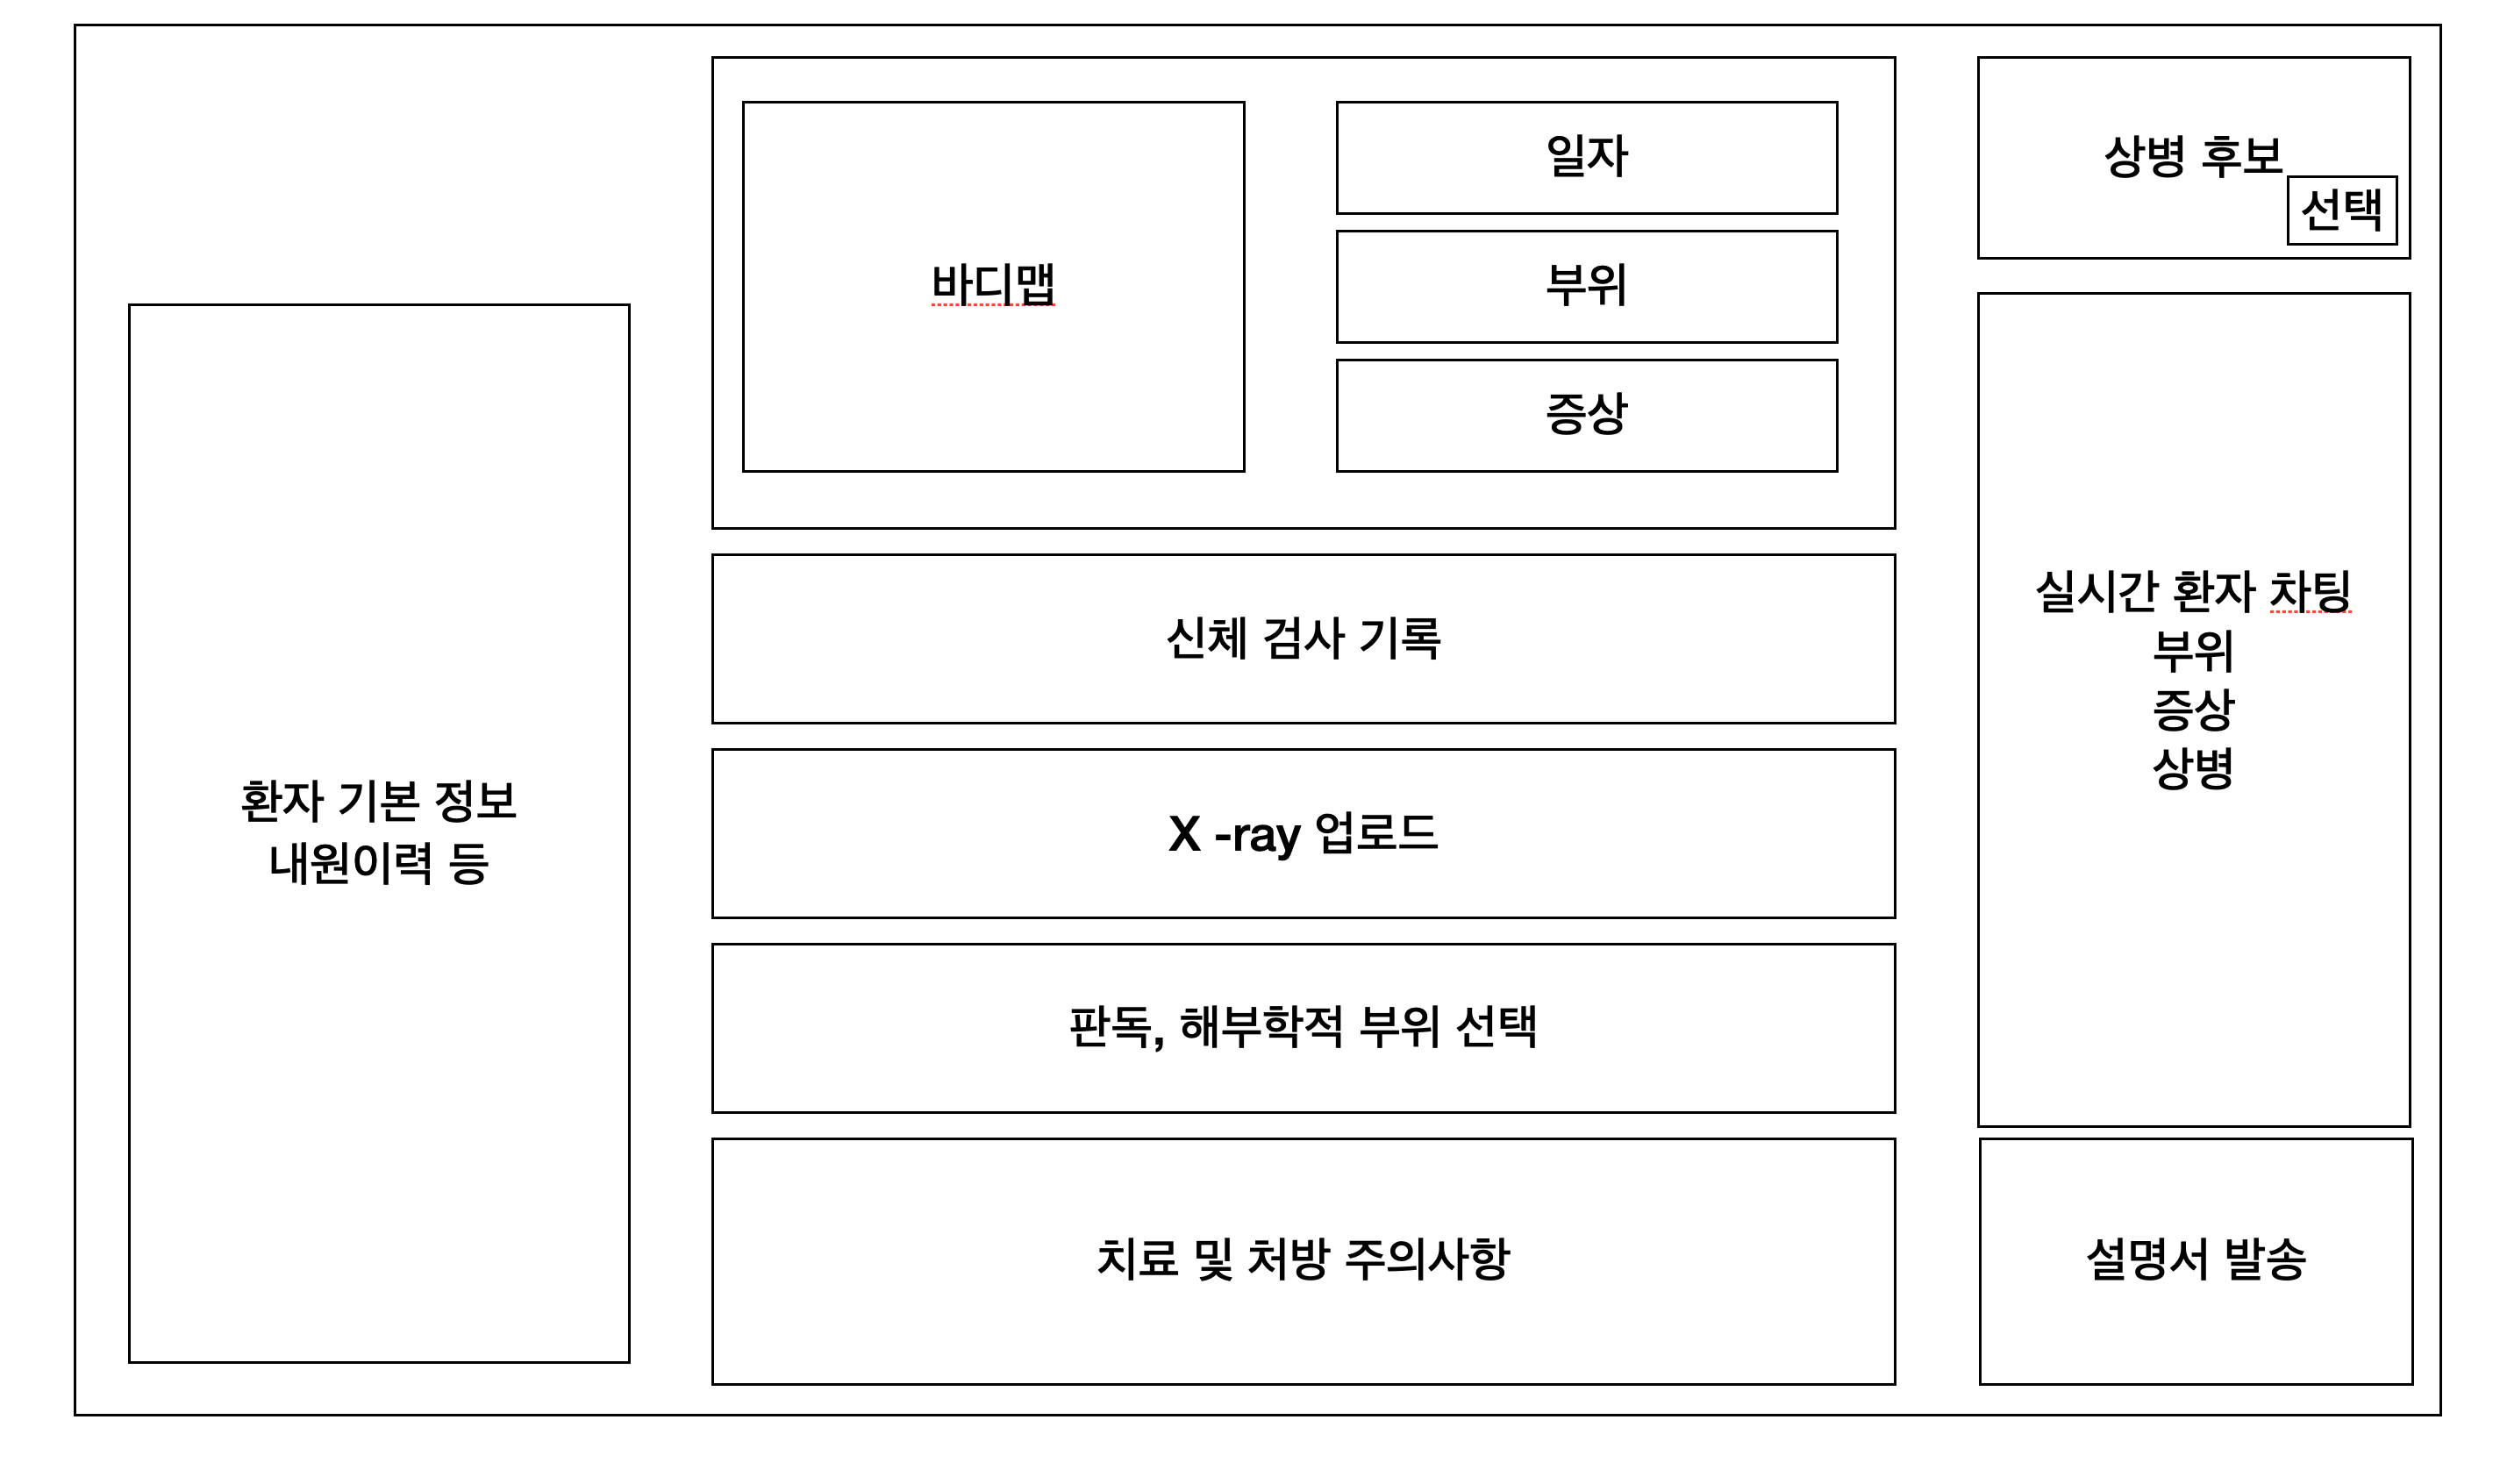 환자 기본 정보
내원이력 등
바디맵
일자
부위
증상
신체 검사 기록
X -ray 업로드
판독, 해부학적 부위 선택
치료 및 처방 주의사항
상병 후보
선택
실시간 환자 차팅
부위
증상
상병
설명서 발송